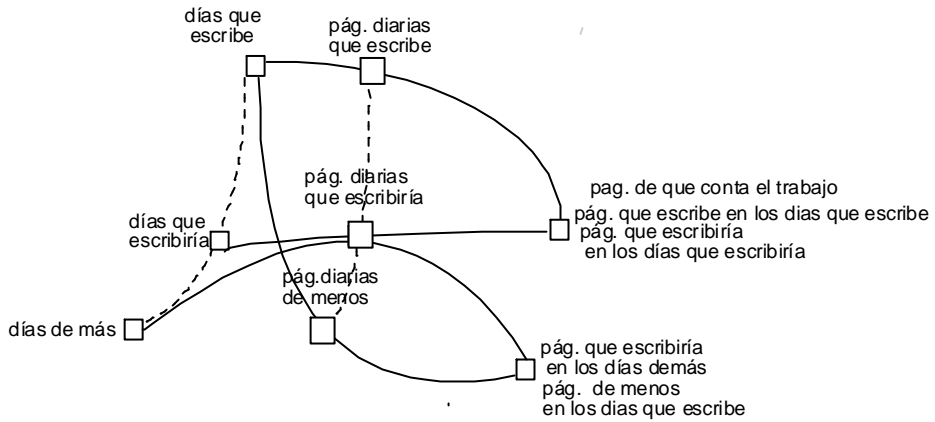 días que
escribe
pág. diarias
que escribe
pág. diarias
que escribiría
pag. de que conta el trabajo
pág. que escribe en los dias que escribe
pág. que escribiría
en los días que escribiría
días que
escribiría
pág.diarias
de menos
días de más
pág. que escribiría
en los días demás
pág. de menos
en los dias que escribe